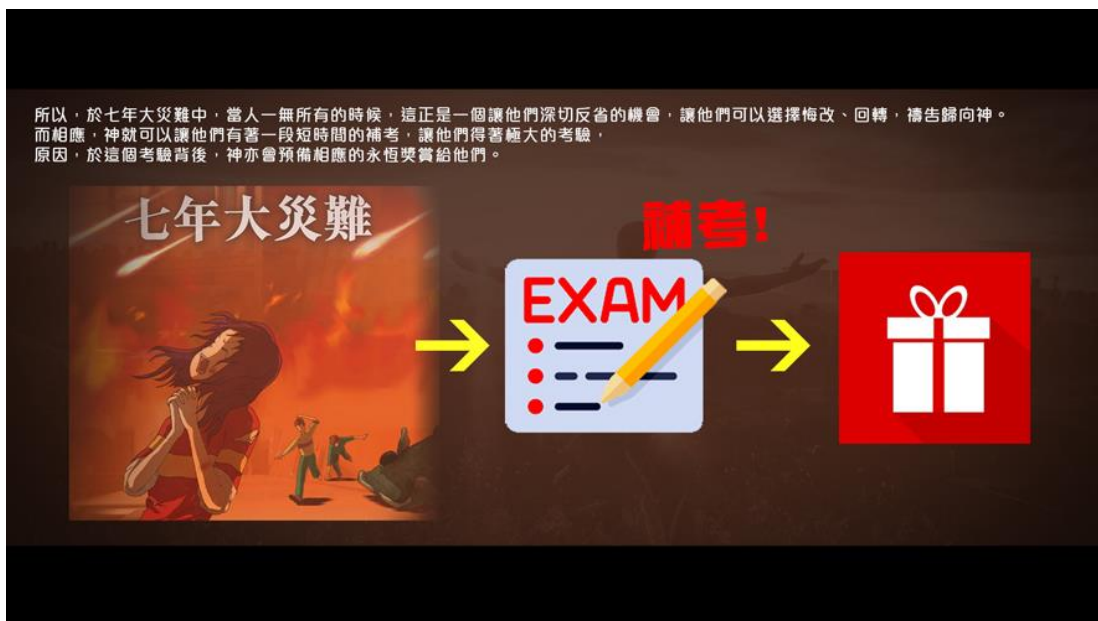 所以，於七年大災難中，當人一無所有的時候，這正是一個讓他們深切反省的機會，讓他們可以選擇悔改、回轉，禱告歸向神。
而相應，神就可以讓他們有著一段短時間的補考，讓他們得著極大的考驗，
原因，於這個考驗背後，神亦會預備相應的永恆獎賞給他們。
七年大災難
補考!
EXAM